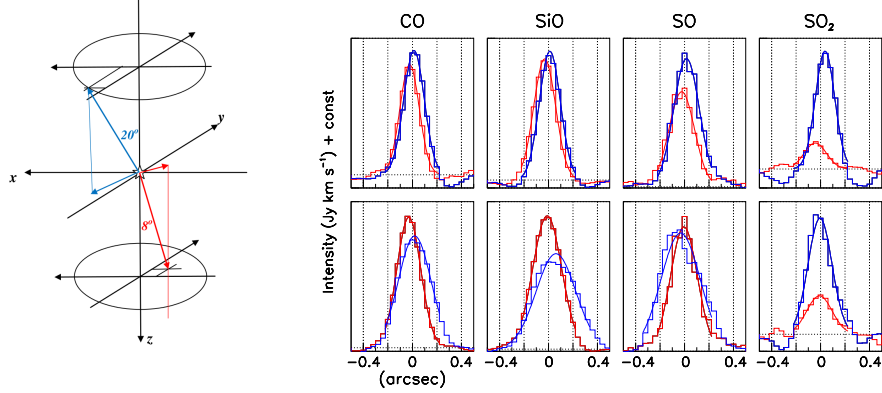 y
20°
x
8°
z
CO SiO SO SO₂
Intensity (Jy km s⁻¹) + const
−0.4 0 0.4 −0.4 0 0.4 −0.4 0 0.4 −0.4 0 0.4
(arcsec)